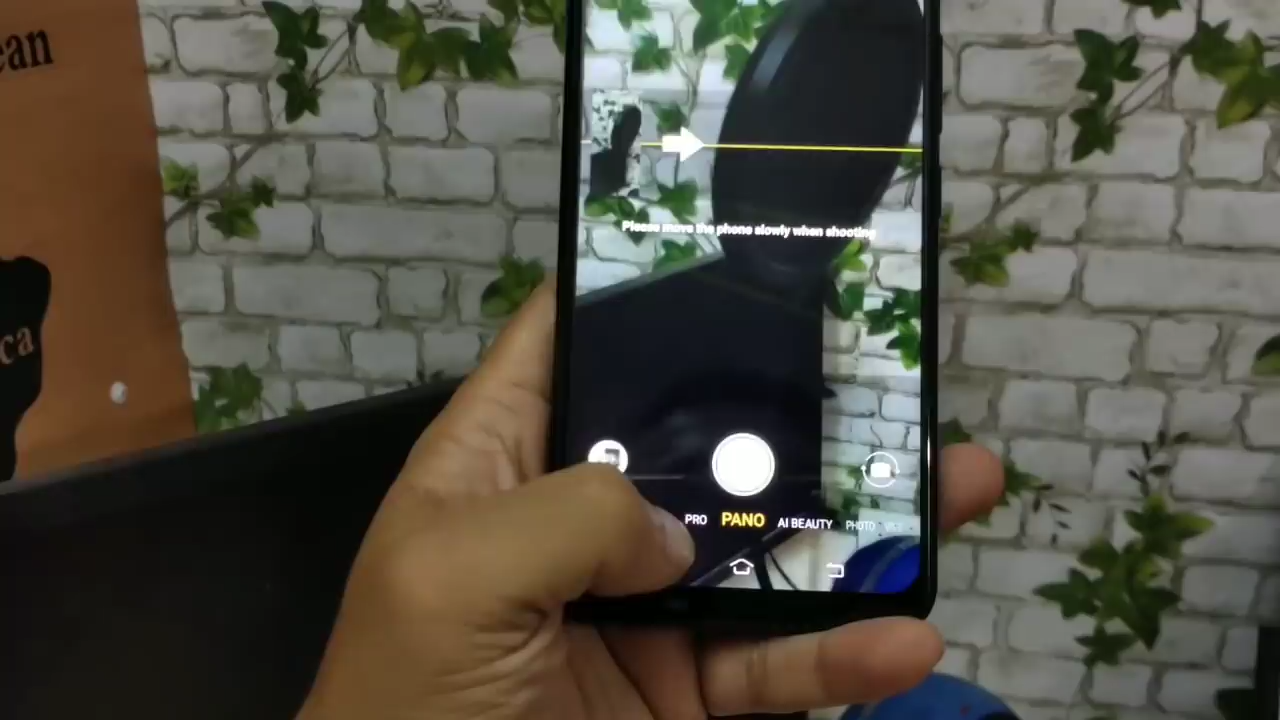 ean
ca
Please move the phone slowly when shooting
PRO PANO AI BEAUTY PHOTO